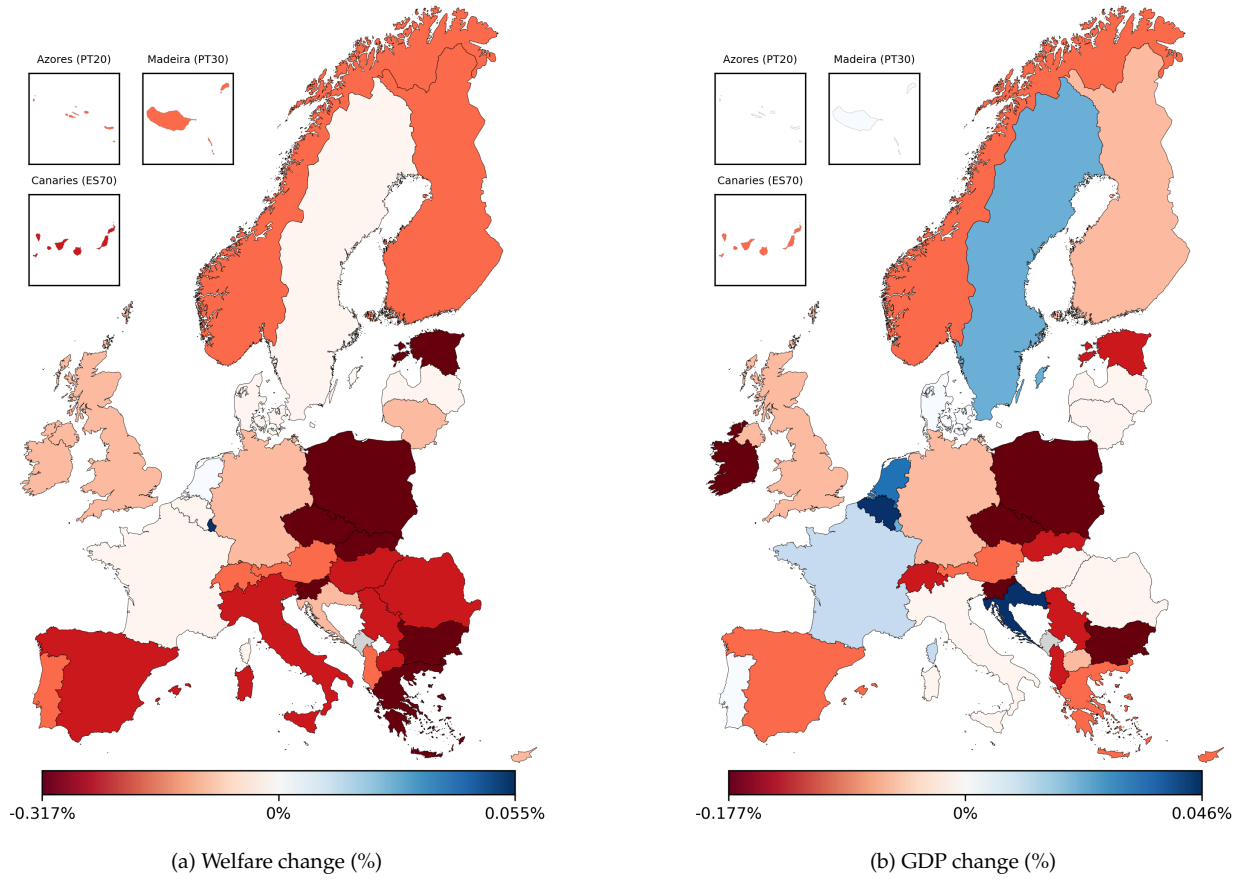 Azores (PT20) Madeira (PT30)
Canaries (ES70)
-0.317% 0% 0.055%
(a) Welfare change (%)
Azores (PT20) Madeira (PT30)
Canaries (ES70)
-0.177% 0% 0.046%
(b) GDP change (%)